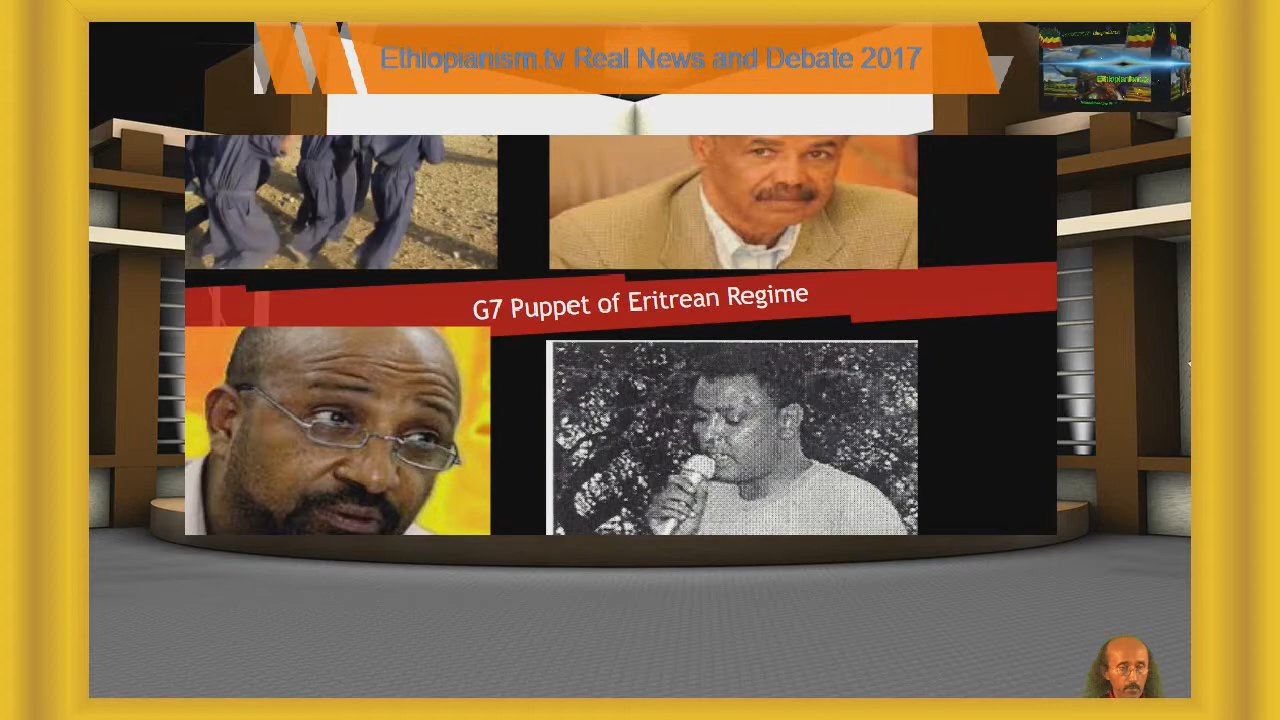 Ethiopianism.tv Real News and Debate 2017
G7 Puppet of Eritrean Regime